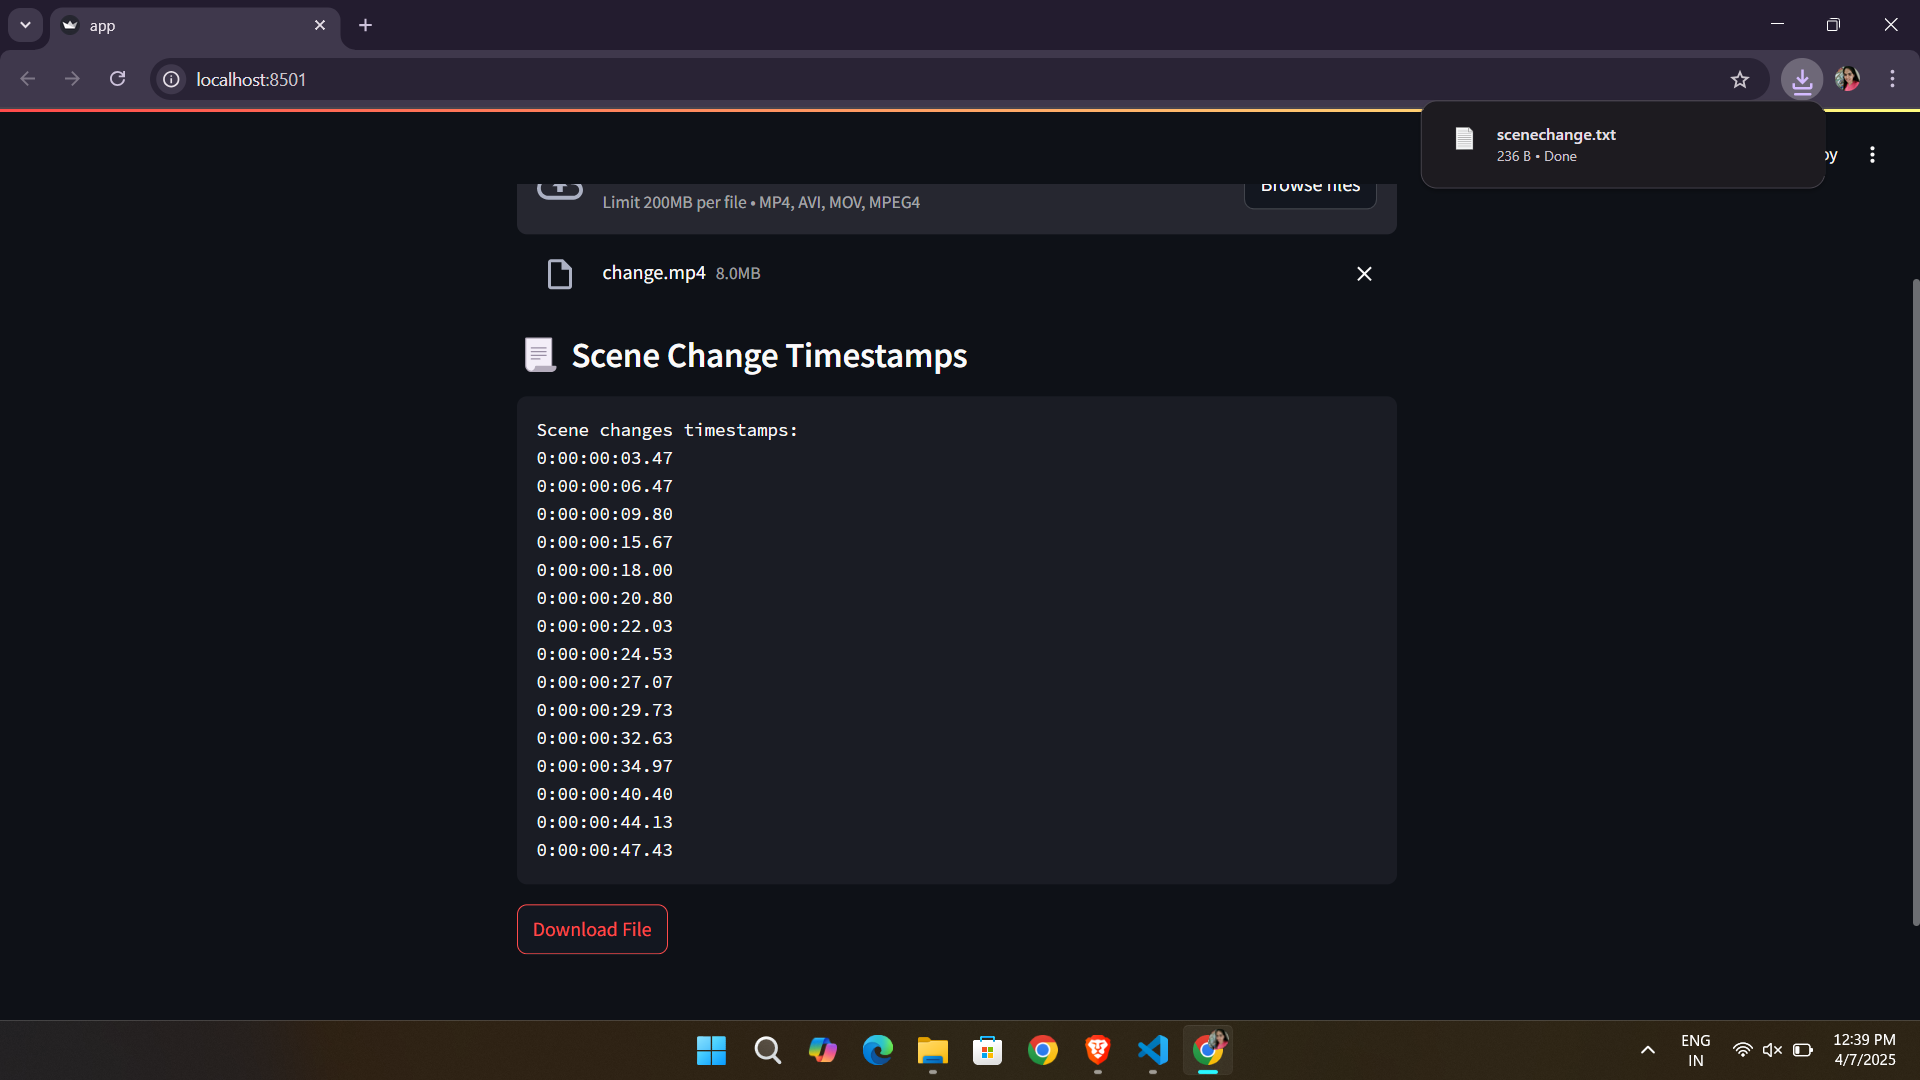 app
localhost:8501
scenechange.txt
236 B • Done
Browse files
Limit 200MB per file • MP4, AVI, MOV, MPEG4
change.mp4 8.0MB
Scene Change Timestamps
Scene changes timestamps:
0:00:00:03.47
0:00:00:06.47
0:00:00:09.80
0:00:00:15.67
0:00:00:18.00
0:00:00:20.80
0:00:00:22.03
0:00:00:24.53
0:00:00:27.07
0:00:00:29.73
0:00:00:32.63
0:00:00:34.97
0:00:00:40.40
0:00:00:44.13
0:00:00:47.43
Download File
ENG
IN
12:39 PM
4/7/2025